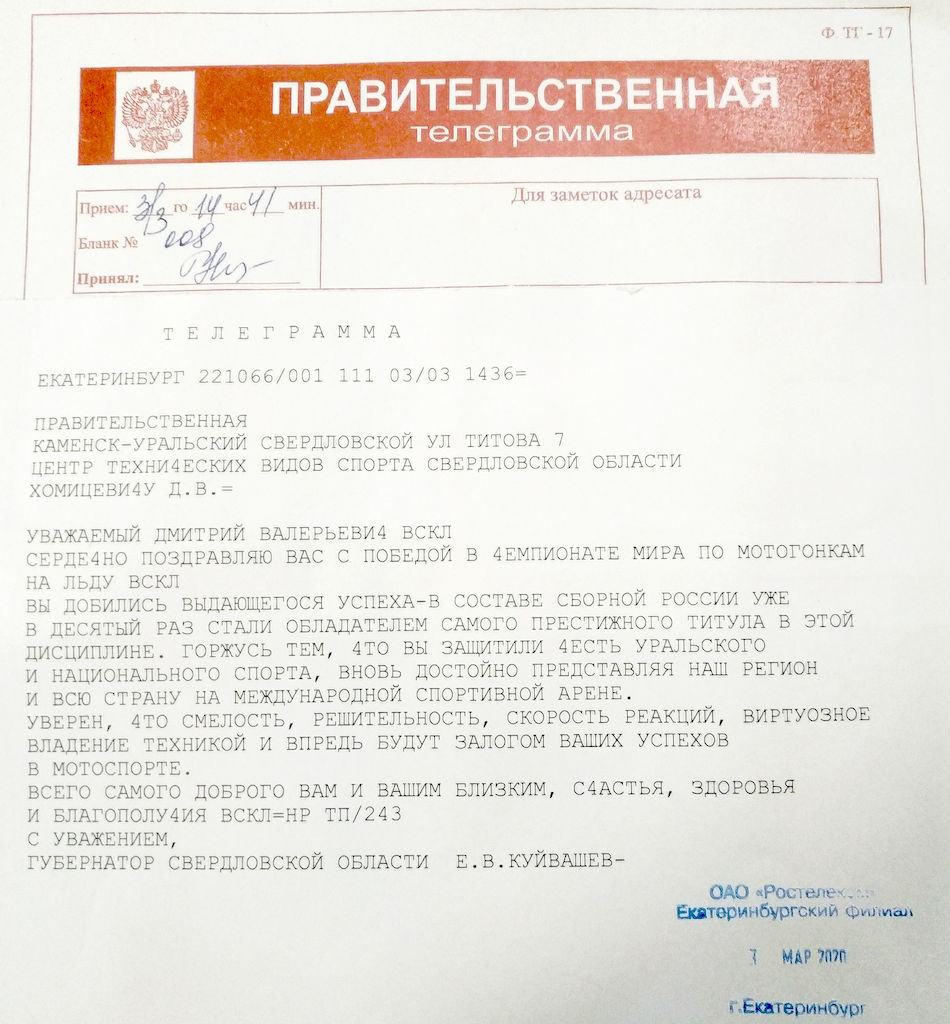 Ф ТГ - 17
ПРАВИТЕЛЬСТВЕННАЯ
телеграмма
Прием: 3/3 го 14 час 41 мин.
Бланк № 008
Принял:
Для заметок адресата
ТЕЛЕГРАММА
ЕКАТЕРИНБУРГ 221066/001 111 03/03 1436=
ПРАВИТЕЛЬСТВЕННАЯ
КАМЕНСК-УРАЛЬСКИЙ СВЕРДЛОВСКОЙ УЛ ТИТОВА 7
ЦЕНТР ТЕХНИ4ЕСКИХ ВИДОВ СПОРТА СВЕРДЛОВСКОЙ ОБЛАСТИ
ХОМИЦЕВИ4У Д.В.=
УВАЖАЕМЫЙ ДМИТРИЙ ВАЛЕРЬЕВИ4 ВСКЛ
СЕРДЕ4НО ПОЗДРАВЛЯЮ ВАС С ПОБЕДОЙ В 4ЕМПИОНАТЕ МИРА ПО МОТОГОНКАМ
НА ЛЬДУ ВСКЛ
ВЫ ДОБИЛИСЬ ВЫДАЮЩЕГОСЯ УСПЕХА-В СОСТАВЕ СБОРНОЙ РОССИИ УЖЕ
В ДЕСЯТЫЙ РАЗ СТАЛИ ОБЛАДАТЕЛЕМ САМОГО ПРЕСТИЖНОГО ТИТУЛА В ЭТОЙ
ДИСЦИПЛИНЕ. ГОРЖУСЬ ТЕМ, 4ТО ВЫ ЗАЩИТИЛИ 4ЕСТЬ УРАЛЬСКОГО
И НАЦИОНАЛЬНОГО СПОРТА, ВНОВЬ ДОСТОЙНО ПРЕДСТАВЛЯЯ НАШ РЕГИОН
И ВСЮ СТРАНУ НА МЕЖДУНАРОДНОЙ СПОРТИВНОЙ АРЕНЕ.
УВЕРЕН, 4ТО СМЕЛОСТЬ, РЕШИТЕЛЬНОСТЬ, СКОРОСТЬ РЕАКЦИЙ, ВИРТУОЗНОЕ
ВЛАДЕНИЕ ТЕХНИКОЙ И ВПРЕДЬ БУДУТ ЗАЛОГОМ ВАШИХ УСПЕХОВ
В МОТОСПОРТЕ.
ВСЕГО САМОГО ДОБРОГО ВАМ И ВАШИМ БЛИЗКИМ, С4АСТЬЯ, ЗДОРОВЬЯ
И БЛАГОПОЛУ4ИЯ ВСКЛ=НР ТП/243
С УВАЖЕНИЕМ,
ГУБЕРНАТОР СВЕРДЛОВСКОЙ ОБЛАСТИ Е.В.КУЙВАШЕВ-
ОАО
Екатеринбургский филиал
МАР 2020
г.Екатеринбург